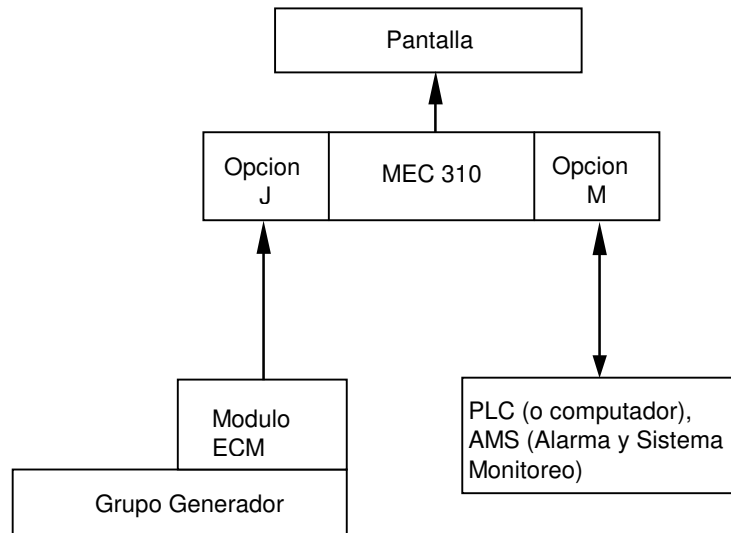 Pantalla
Opcion
J
MEC 310
Opcion
M
Modulo
ECM
Grupo Generador
PLC (o computador),
AMS (Alarma y Sistema
Monitoreo)